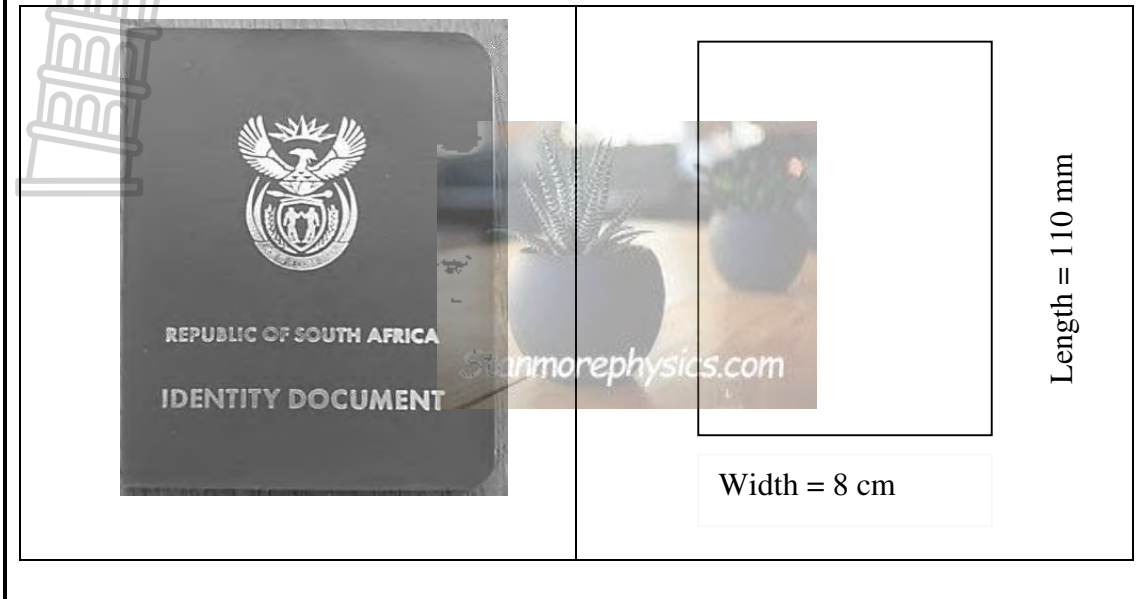 REPUBLIC OF SOUTH AFRICA
IDENTITY DOCUMENT
Stanmorephysics.com
Length = 110 mm
Width = 8 cm